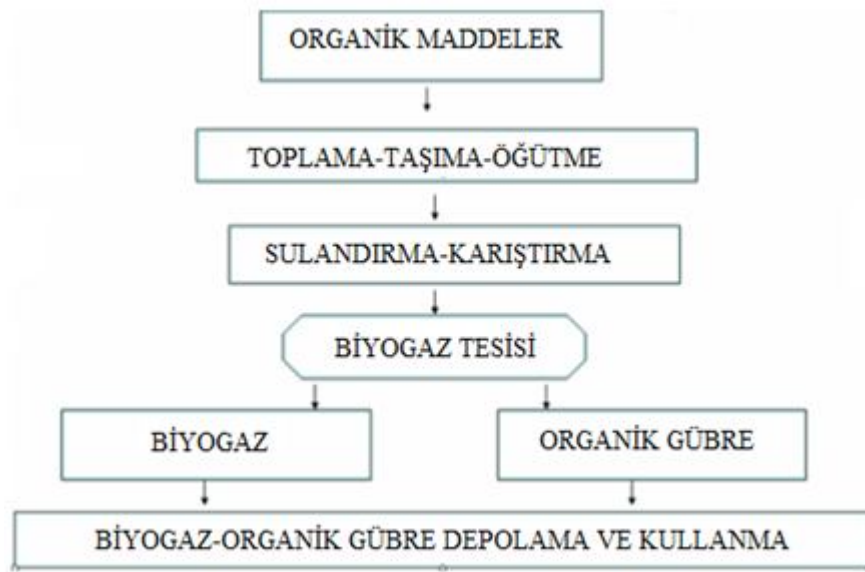 ORGANİK MADDELER
TOPLAMA-TAŞIMA-ÖĞÜTME
SULANDIRMA-KARIŞTIRMA
BİYOGAZ TESİSİ
BİYOGAZ
ORGANİK GÜBRE
BİYOGAZ-ORGANİK GÜBRE DEPOLAMA VE KULLANMA